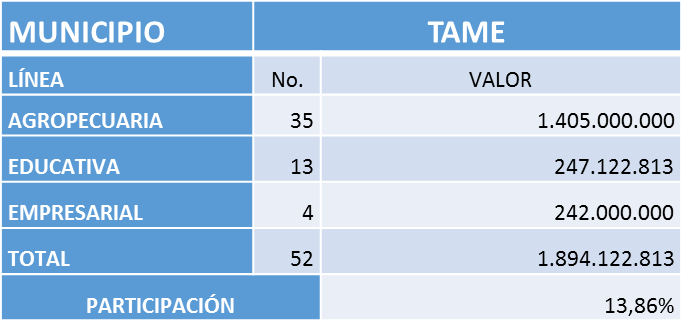 MUNICIPIO TAME
LÍNEA No. VALOR
AGROPECUARIA 35 1.405.000.000
EDUCATIVA 13 247.122.813
EMPRESARIAL 4 242.000.000
TOTAL 52 1.894.122.813
PARTICIPACIÓN 13,86%